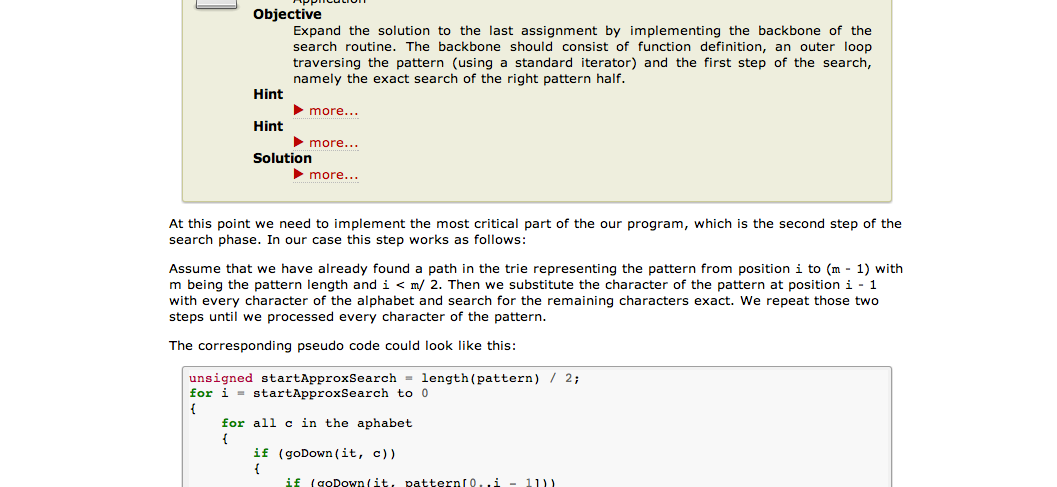 Application
Objective
Expand the solution to the last assignment by implementing the backbone of the
search routine. The backbone should consist of function definition, an outer loop
traversing the pattern (using a standard iterator) and the first step of the search,
namely the exact search of the right pattern half.
Hint
more...
Hint
more...
Solution
more...
At this point we need to implement the most critical part of the our program, which is the second step of the
search phase. In our case this step works as follows:
Assume that we have already found a path in the trie representing the pattern from position i to (m - 1) with
m being the pattern length and i < m/ 2. Then we substitute the character of the pattern at position i - 1
with every character of the alphabet and search for the remaining characters exact. We repeat those two
steps until we processed every character of the pattern.
The corresponding pseudo code could look like this:
unsigned startApproxSearch = length(pattern) / 2;
for i = startApproxSearch to 0
{
for all c in the aphabet
{
if (goDown(it, c))
{
if (goDown(it, pattern[0..i - 1]))